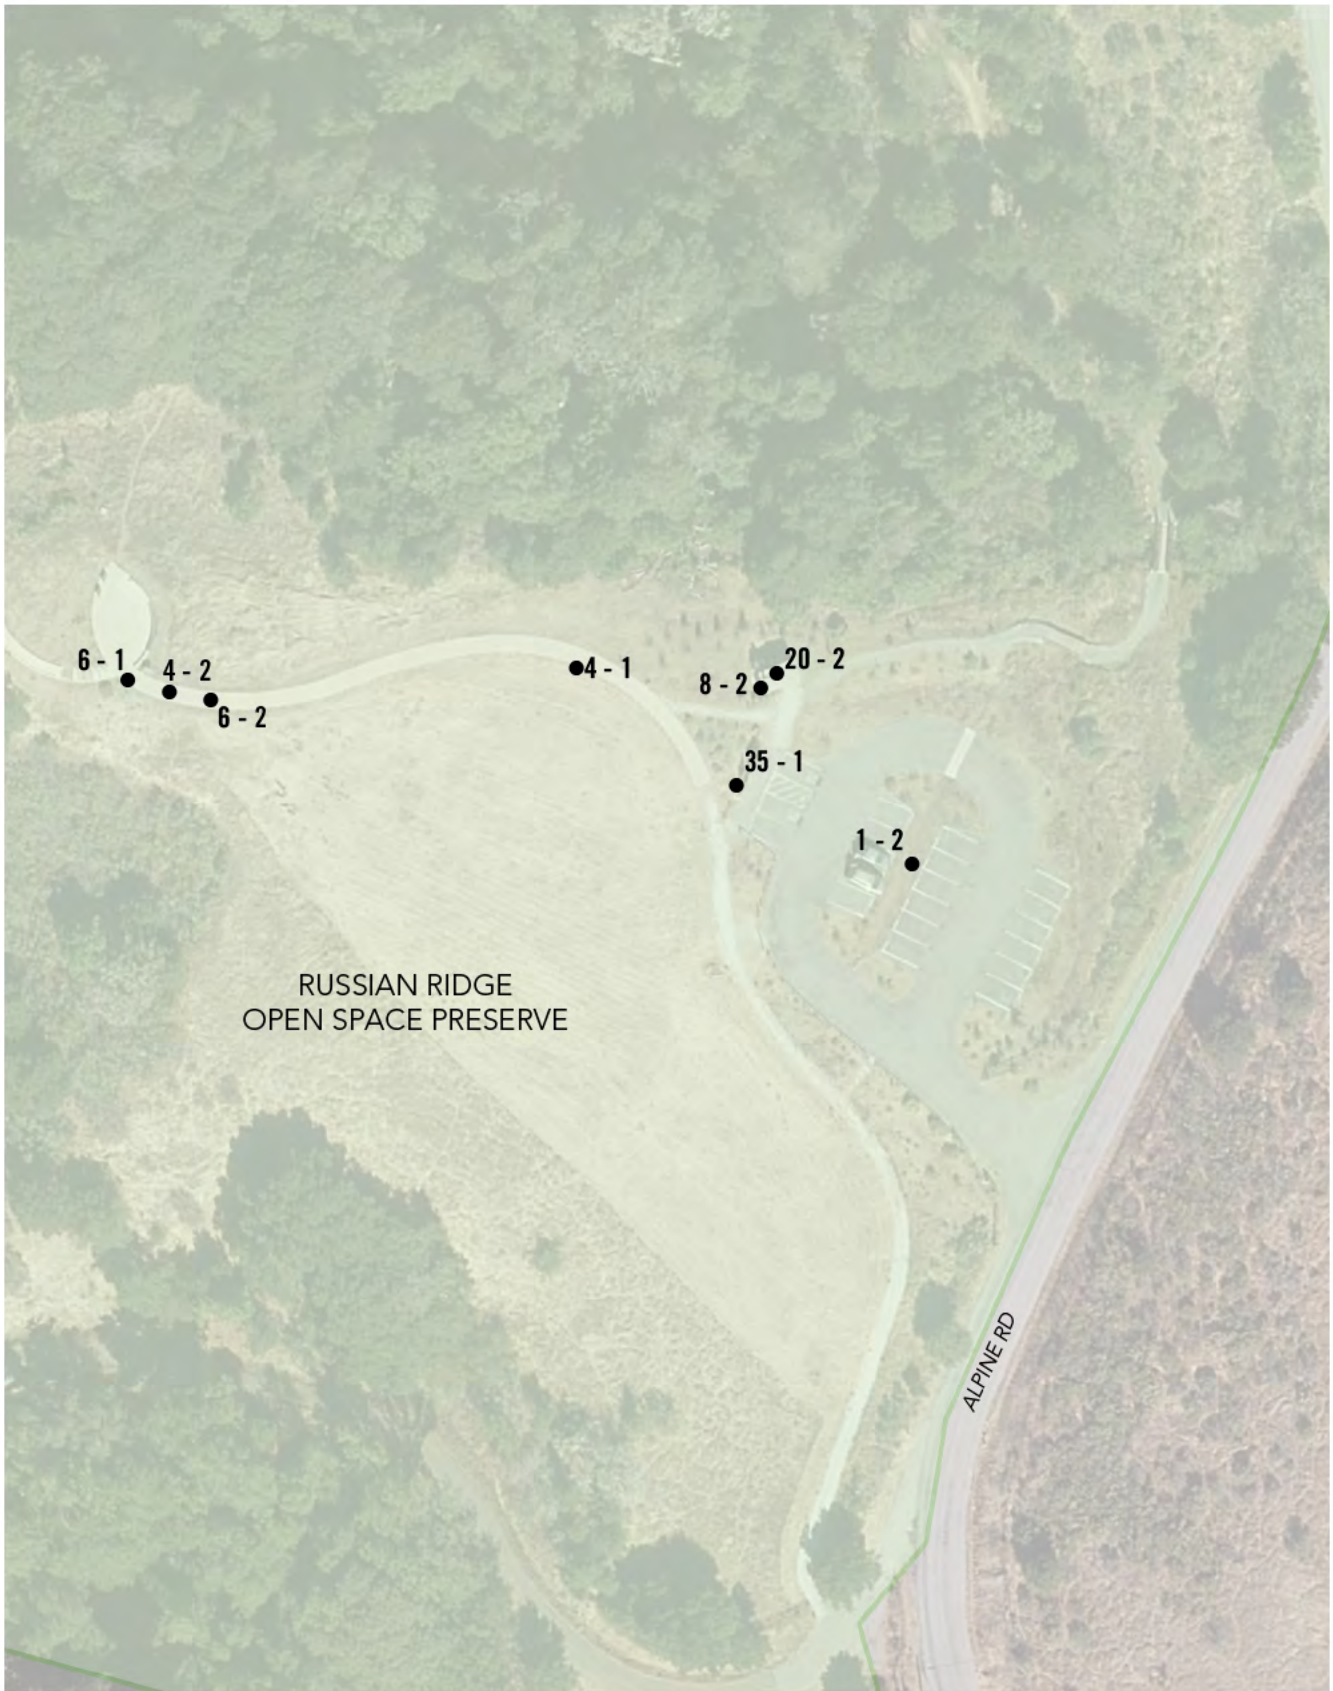 6 - 1
4 - 2
6 - 2
4 - 1
20 - 2
8 - 2
35 - 1
1 - 2
RUSSIAN RIDGE
OPEN SPACE PRESERVE
ALPINE RD